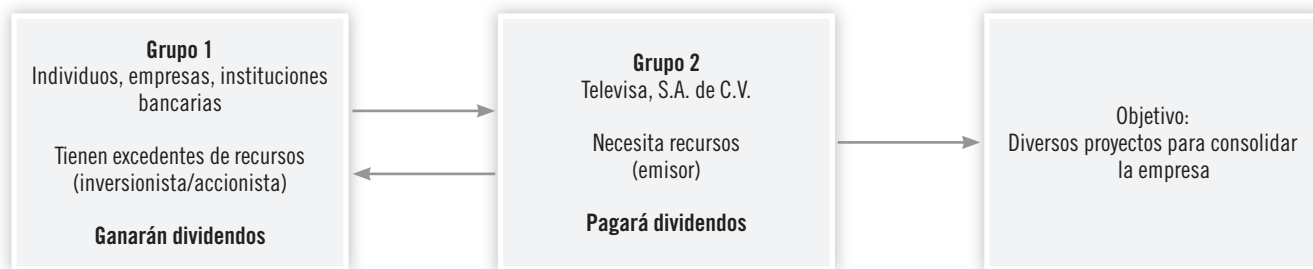 Grupo 1
Individuos, empresas, instituciones
bancarias
Tienen excedentes de recursos
(inversionista/accionista)
Ganarán dividendos
Grupo 2
Televisa, S.A. de C.V.
Necesita recursos
(emisor)
Pagará dividendos
Objetivo:
Diversos proyectos para consolidar
la empresa